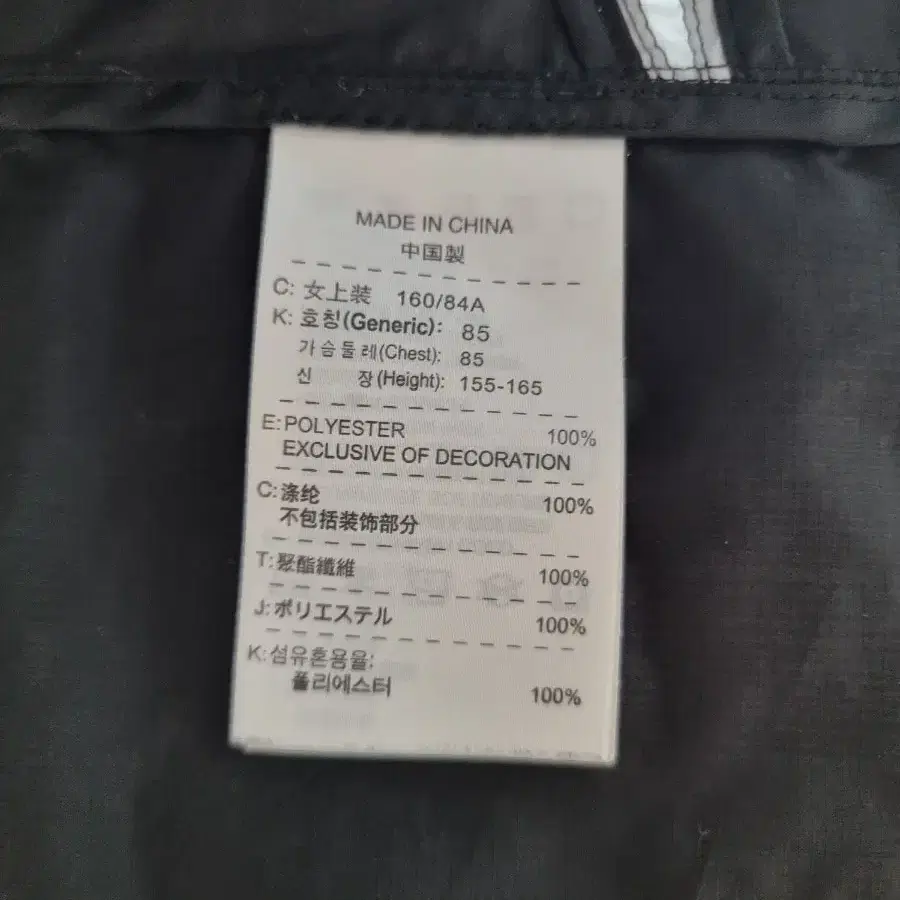 MADE IN CHINA
中国製
C: 女上装 160/84A
K: 호칭(Generic): 85
가슴둘레(Chest): 85
신 장(Height): 155-165
E: POLYESTER 100%
EXCLUSIVE OF DECORATION
C: 涤纶 100%
不包括装饰部分
T: 聚酯纖維 100%
J: ポリエステル 100%
K: 섬유혼용율:
폴리에스터 100%